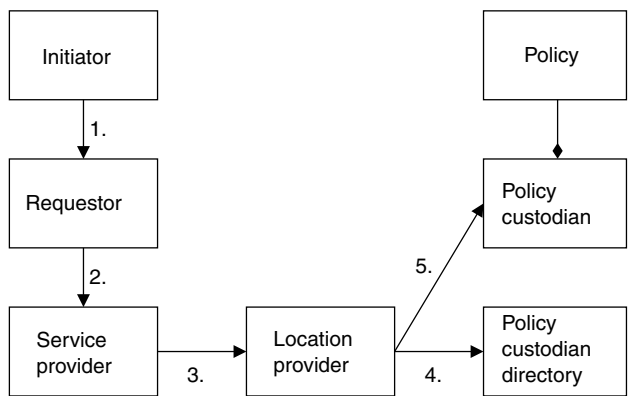 Initiator
Policy
1.
Requestor
Policy
custodian
2.
5.
Service
provider
3.
Location
provider
4.
Policy
custodian
directory